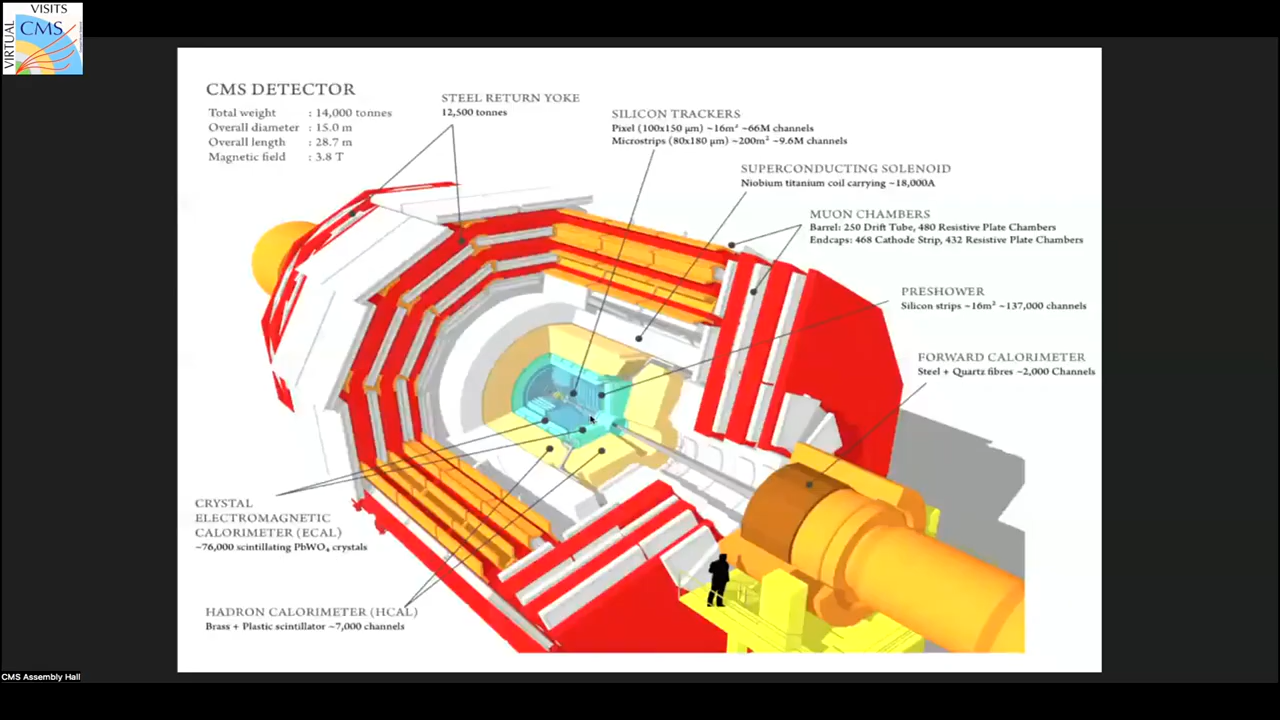 VISITS
VIRTUAL
CMS
CMS DETECTOR
Total weight : 14,000 tonnes
Overall diameter : 15.0 m
Overall length : 28.7 m
Magnetic field : 3.8 T
STEEL RETURN YOKE
12,500 tonnes
SILICON TRACKERS
Pixel (100x150 μm) ~16m² ~66M channels
Microstrips (80x180 μm) ~200m² ~9.6M channels
SUPERCONDUCTING SOLENOID
Niobium titanium coil carrying ~18,000A
MUON CHAMBERS
Barrel: 250 Drift Tube, 480 Resistive Plate Chambers
Endcaps: 468 Cathode Strip, 432 Resistive Plate Chambers
PRESHOWER
Silicon strips ~16m² ~137,000 channels
FORWARD CALORIMETER
Steel + Quartz fibres ~2,000 Channels
CRYSTAL
ELECTROMAGNETIC
CALORIMETER (ECAL)
~76,000 scintillating PbWO₄ crystals
HADRON CALORIMETER (HCAL)
Brass + Plastic scintillator ~7,000 channels
CMS Assembly Hall